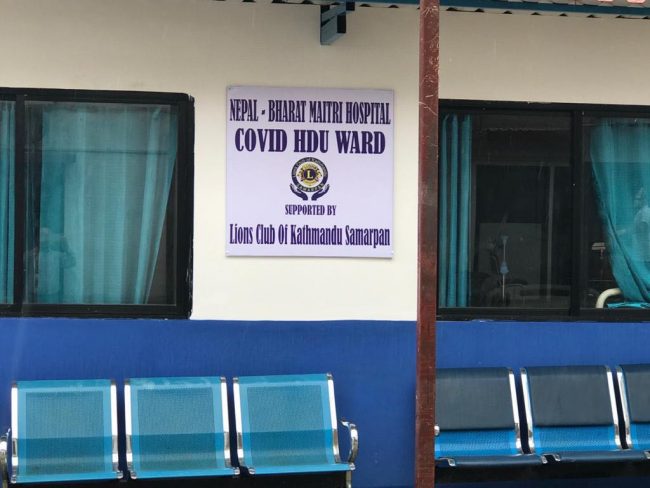 NEPAL - BHARAT MAITRI HOSPITAL
COVID HDU WARD
L
SUPPORTED BY
Lions Club Of Kathmandu Samarpan